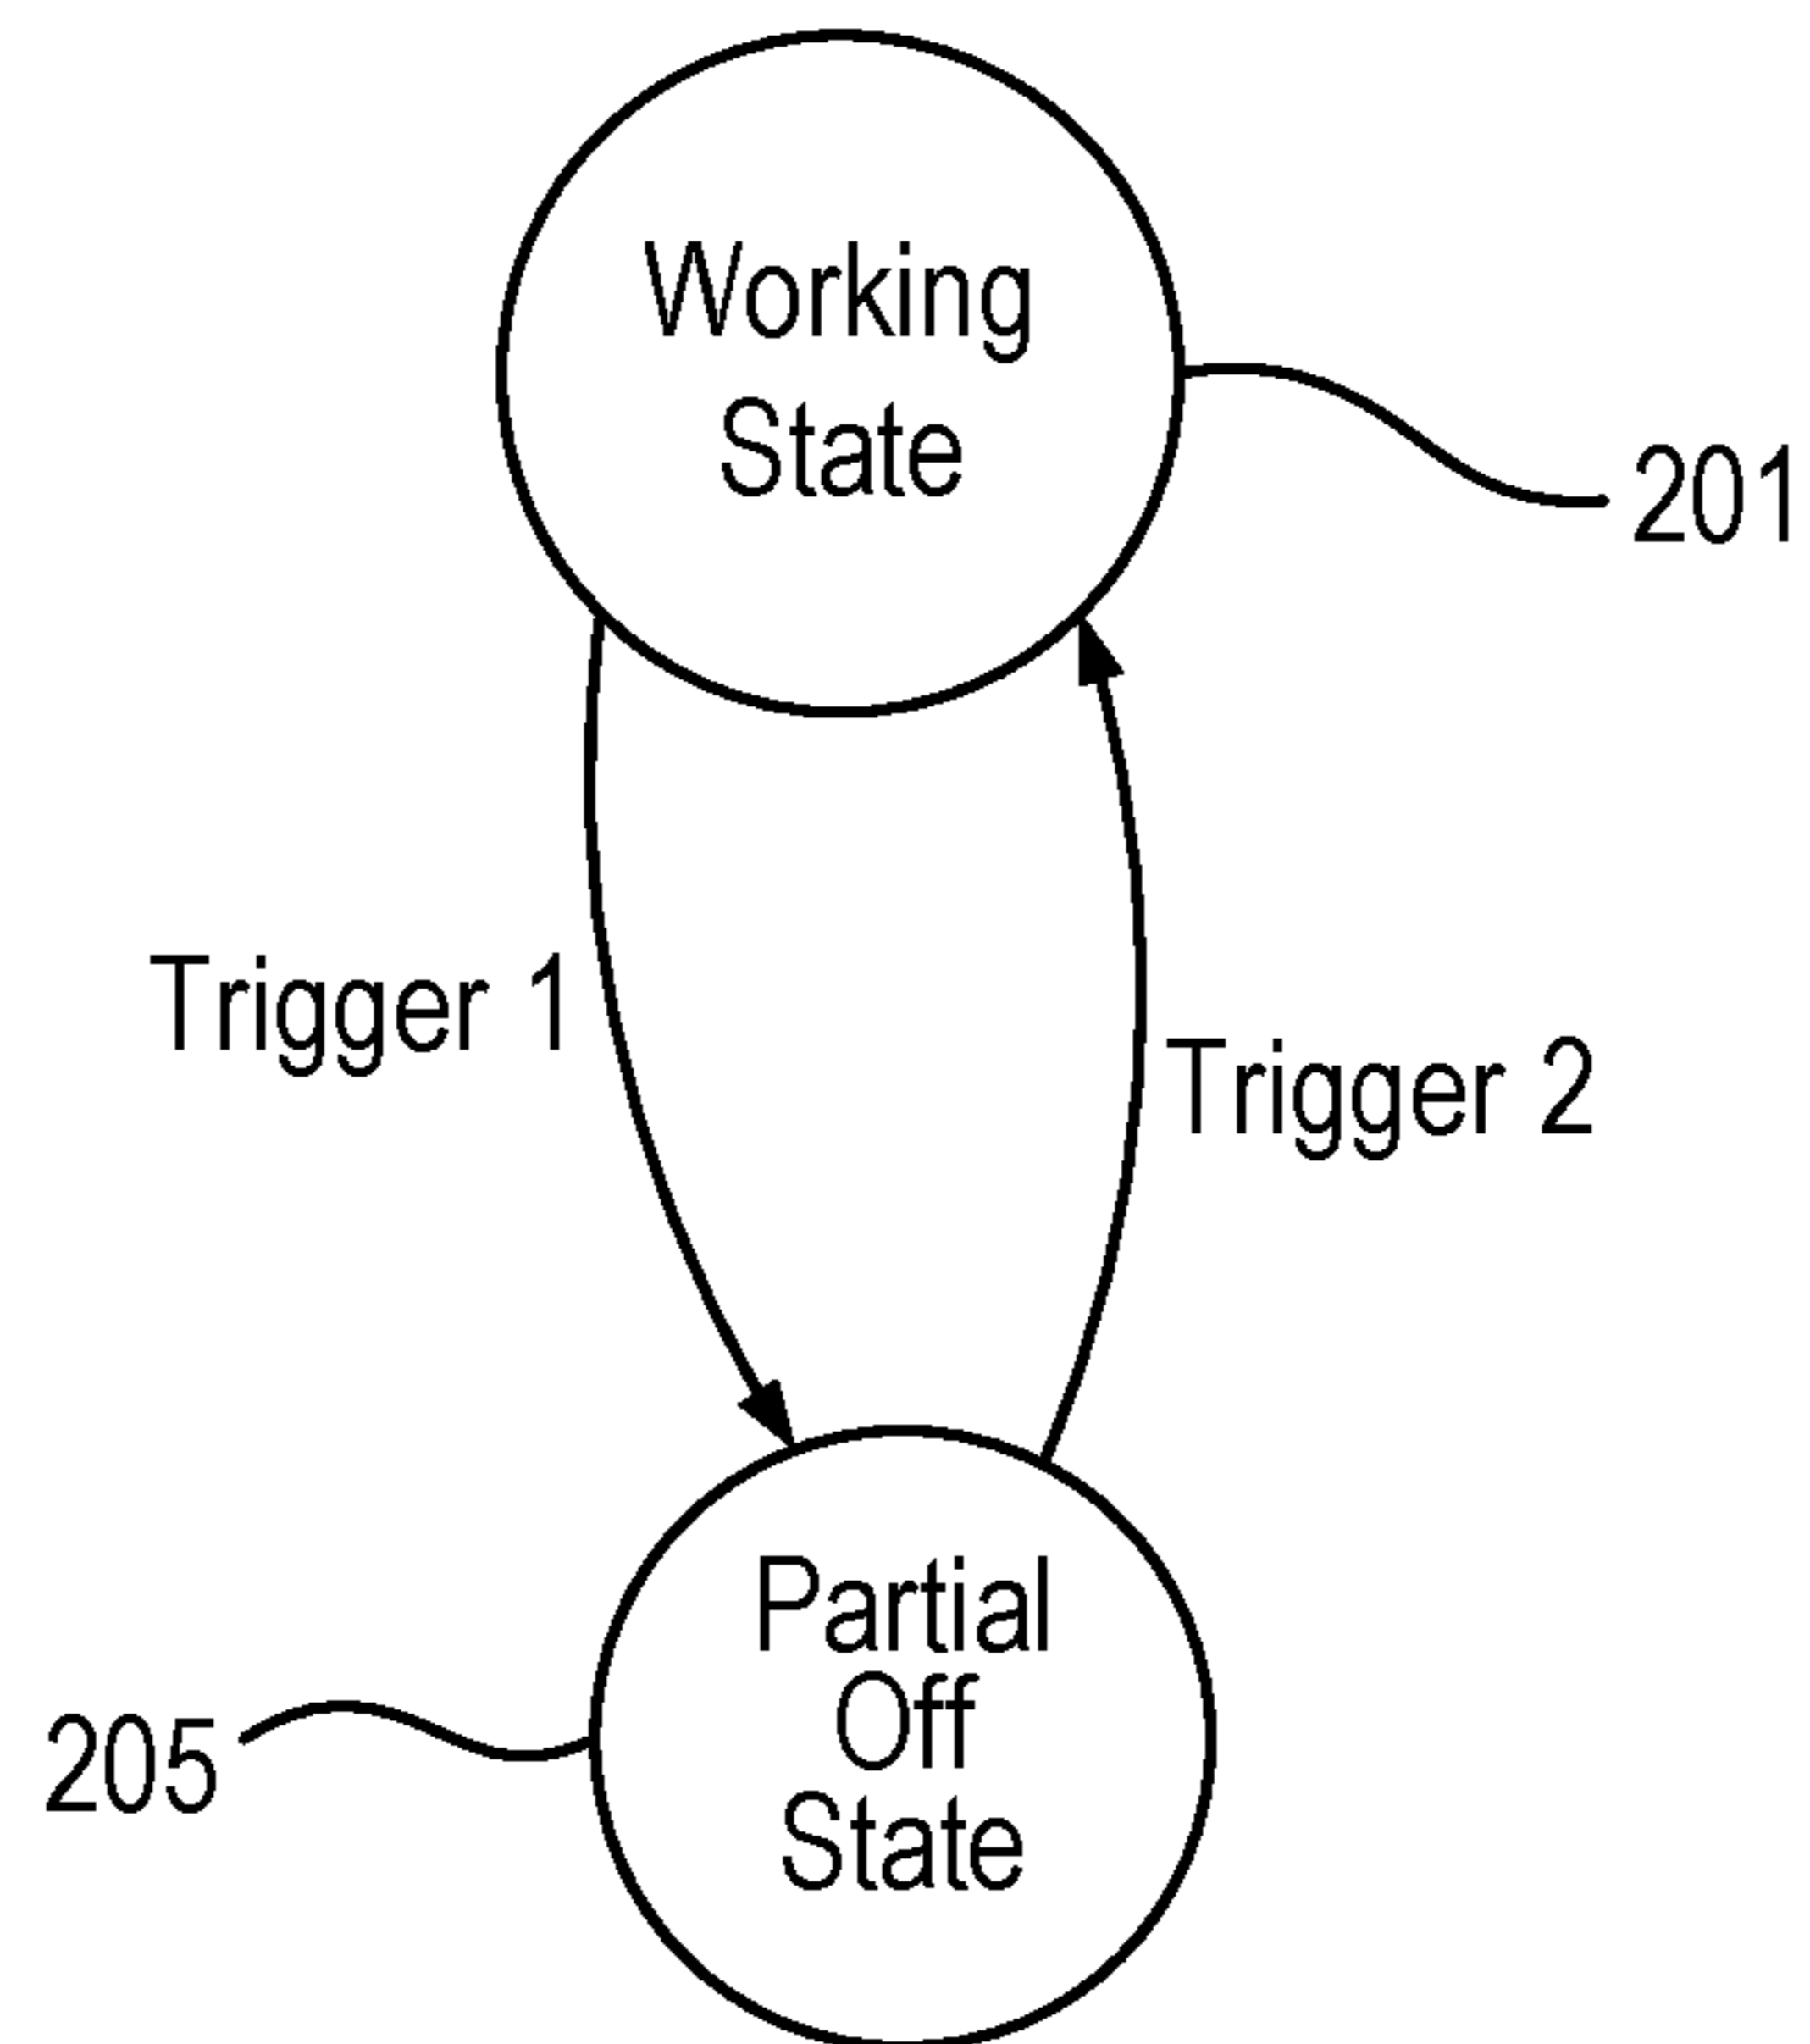 Working
State
201
Trigger 1
Trigger 2
Partial
Off
State
205